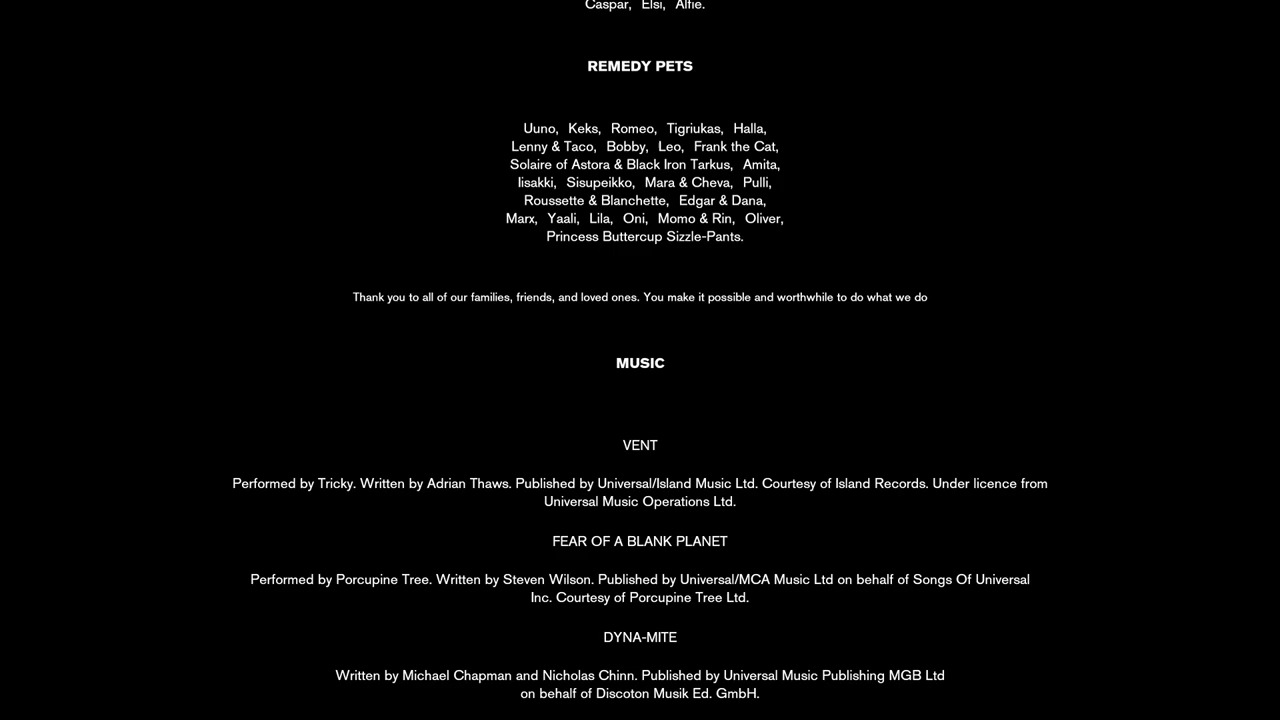 Caspar, Elsi, Alfie.
REMEDY PETS
Uuno, Keks, Romeo, Tigriukas, Halla,
Lenny & Taco, Bobby, Leo, Frank the Cat,
Solaire of Astora & Black Iron Tarkus, Amita,
Iisakki, Sisupeikko, Mara & Cheva, Pulli,
Roussette & Blanchette, Edgar & Dana,
Marx, Yaali, Lila, Oni, Momo & Rin, Oliver,
Princess Buttercup Sizzle-Pants.
Thank you to all of our families, friends, and loved ones. You make it possible and worthwhile to do what we do
MUSIC
VENT
Performed by Tricky. Written by Adrian Thaws. Published by Universal/Island Music Ltd. Courtesy of Island Records. Under licence from
Universal Music Operations Ltd.
FEAR OF A BLANK PLANET
Performed by Porcupine Tree. Written by Steven Wilson. Published by Universal/MCA Music Ltd on behalf of Songs Of Universal
Inc. Courtesy of Porcupine Tree Ltd.
DYNA-MITE
Written by Michael Chapman and Nicholas Chinn. Published by Universal Music Publishing MGB Ltd
on behalf of Discoton Musik Ed. GmbH.